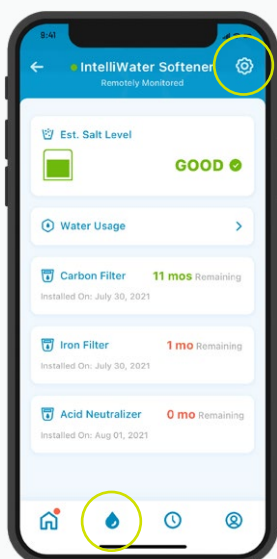 9:41
IntelliWater Softener
Remotely Monitored
Est. Salt Level
GOOD
Water Usage
Carbon Filter 11 mos Remaining
Installed On: July 30, 2021
Iron Filter 1 mo Remaining
Installed On: July 30, 2021
Acid Neutralizer 0 mo Remaining
Installed On: Aug 01, 2021